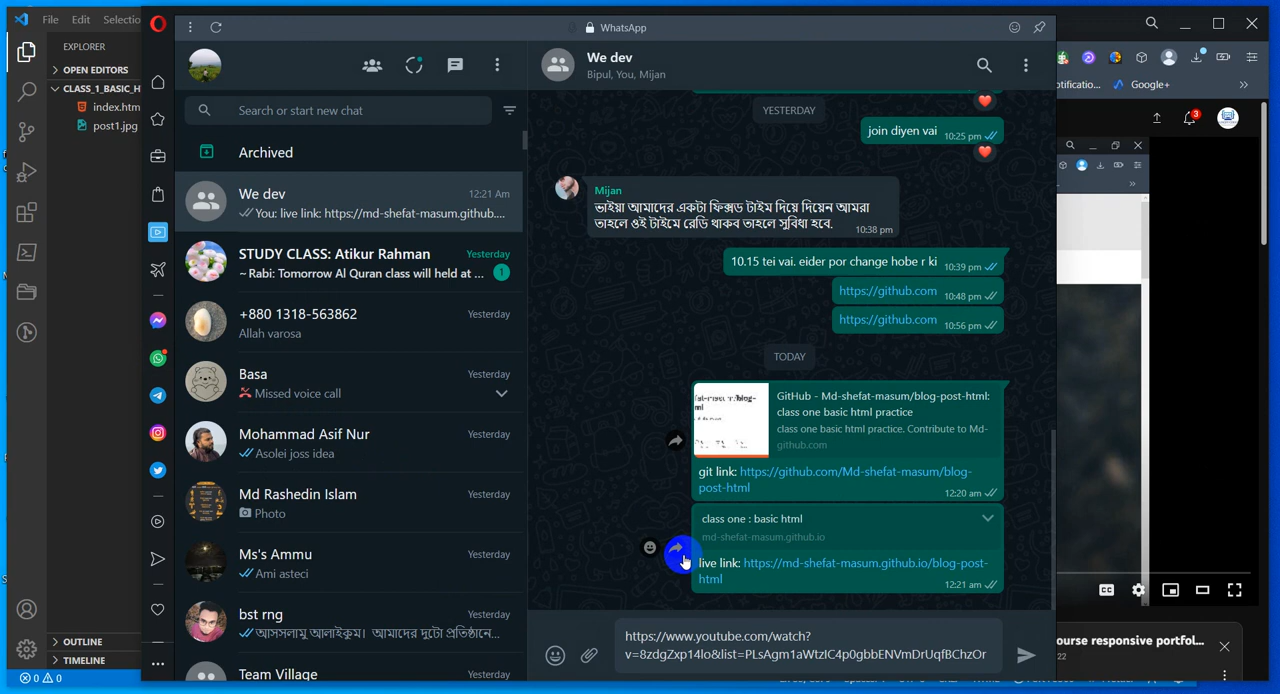 File Edit Selectio
WhatsApp
EXPLORER
OPEN EDITORS
CLASS_1_BASIC_H
index.htm
post1.jpg
OUTLINE
TIMELINE
0 0
Search or start new chat
Archived
We dev
12:21 Am
You: live link: https://md-shefat-masum.github....
STUDY CLASS: Atikur Rahman
Yesterday
~ Rabi: Tomorrow Al Quran class will held at ...
1
+880 1318-563862
Yesterday
Allah varosa
Basa
Yesterday
Missed voice call
Mohammad Asif Nur
Yesterday
Asolei joss idea
Md Rashedin Islam
Yesterday
Photo
Ms's Ammu
Yesterday
Ami asteci
bst rng
Yesterday
আসসলামু আলাইকুম। আমাদের দুটো প্রতিষ্ঠানে...
Team Village
Yesterday
We dev
Bipul, You, Mijan
YESTERDAY
join diyen vai
10:25 pm
Mijan
ভাইয়া আমাদের একটা ফিক্সড টাইম দিয়ে দিয়েন আমরা
তাহলে ওই টাইমে রেডি থাকব তাহলে সুবিধা হবে.
10:38 pm
10.15 tei vai. eider por change hobe r ki
10:39 pm
https://github.com
10:48 pm
https://github.com
10:56 pm
TODAY
GitHub - Md-shefat-masum/blog-post-html:
class one basic html practice
class one basic html practice. Contribute to Md-
github.com
git link: https://github.com/Md-shefat-masum/blog-
post-html
12:20 am
class one : basic html
md-shefat-masum.github.io
live link: https://md-shefat-masum.github.io/blog-post-
html
12:21 am
https://www.youtube.com/watch?
v=8zdgZxp14lo&list=PLsAgm1aWtzIC4p0gbbENVmDrUqfBChzOr
otificatio...
Google+
3
CC
ourse responsive portfol...
22